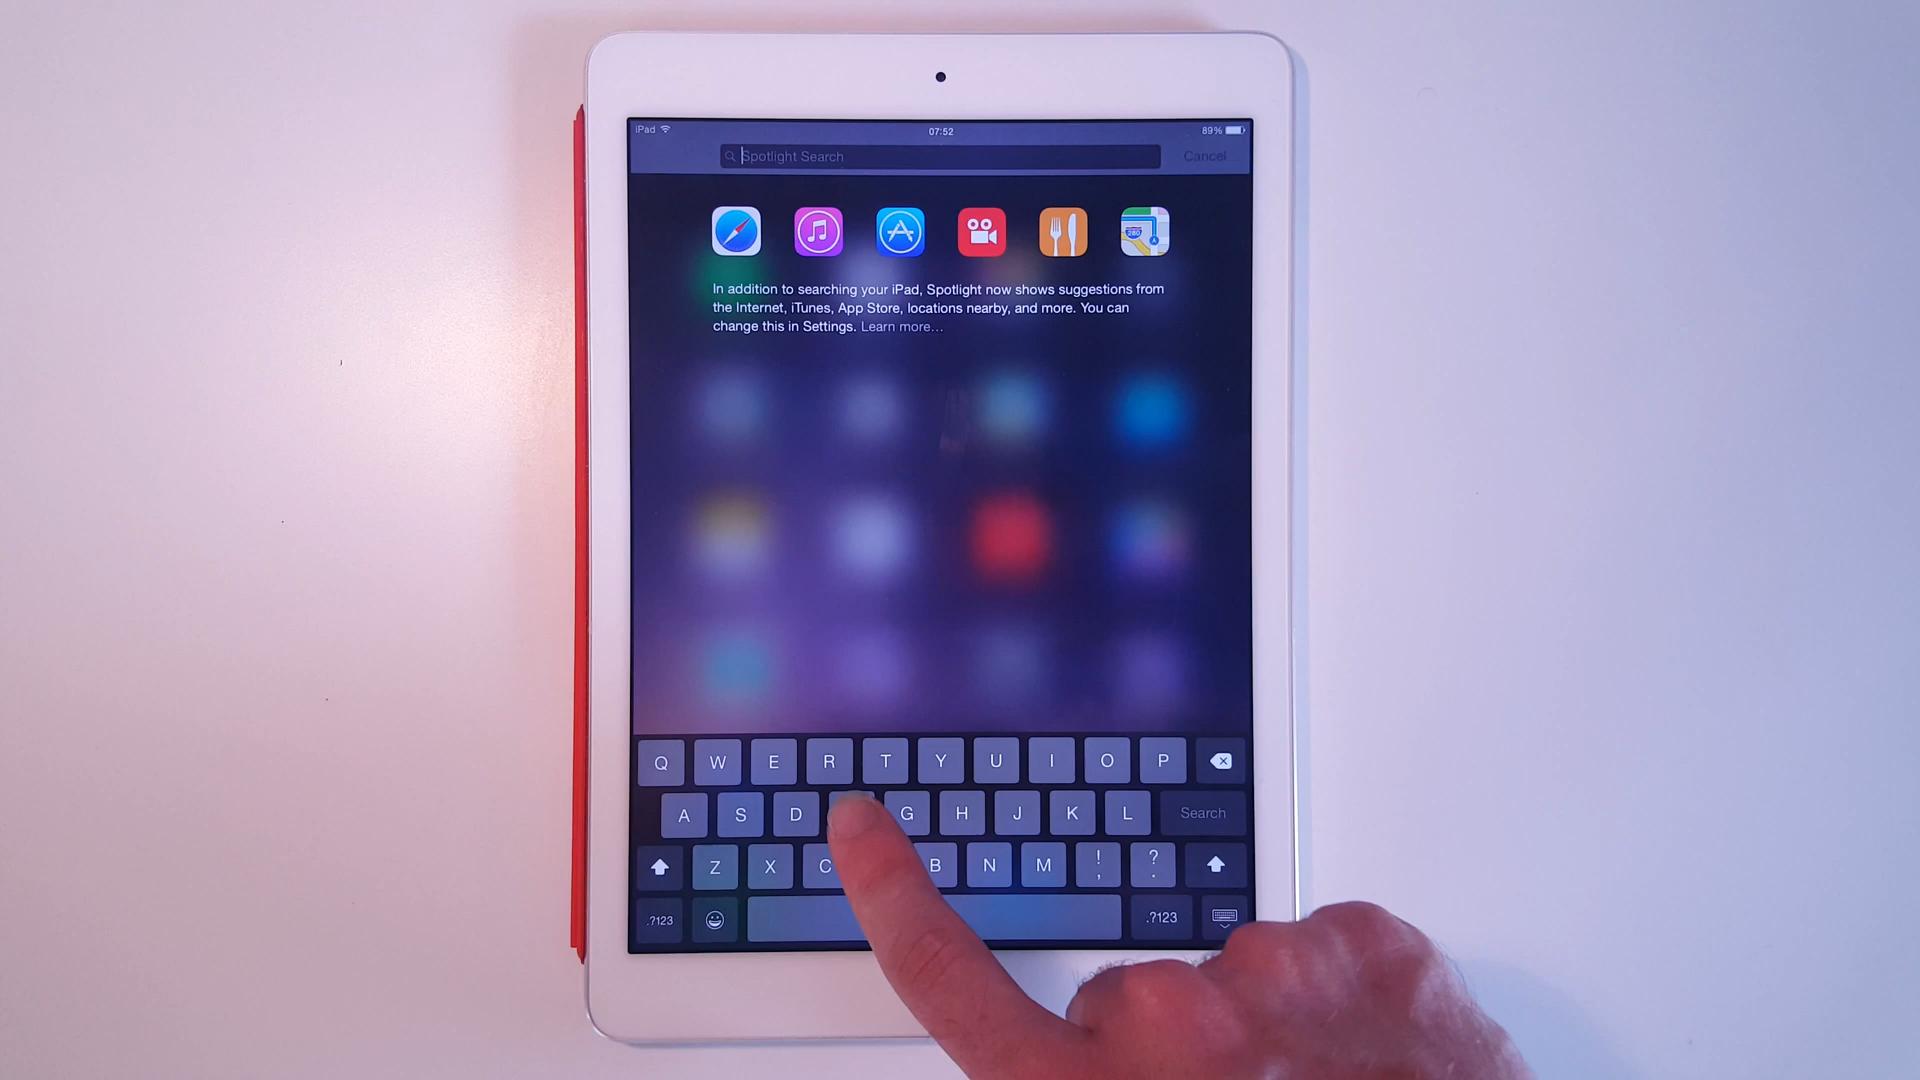 iPad
07:52
89%
Spotlight Search
Cancel
280
In addition to searching your iPad, Spotlight now shows suggestions from
the Internet, iTunes, App Store, locations nearby, and more. You can
change this in Settings. Learn more...
Q W E R T Y U I O P
A S D G H J K L Search
Z X C B N M ! , ? .
.?123 .?123